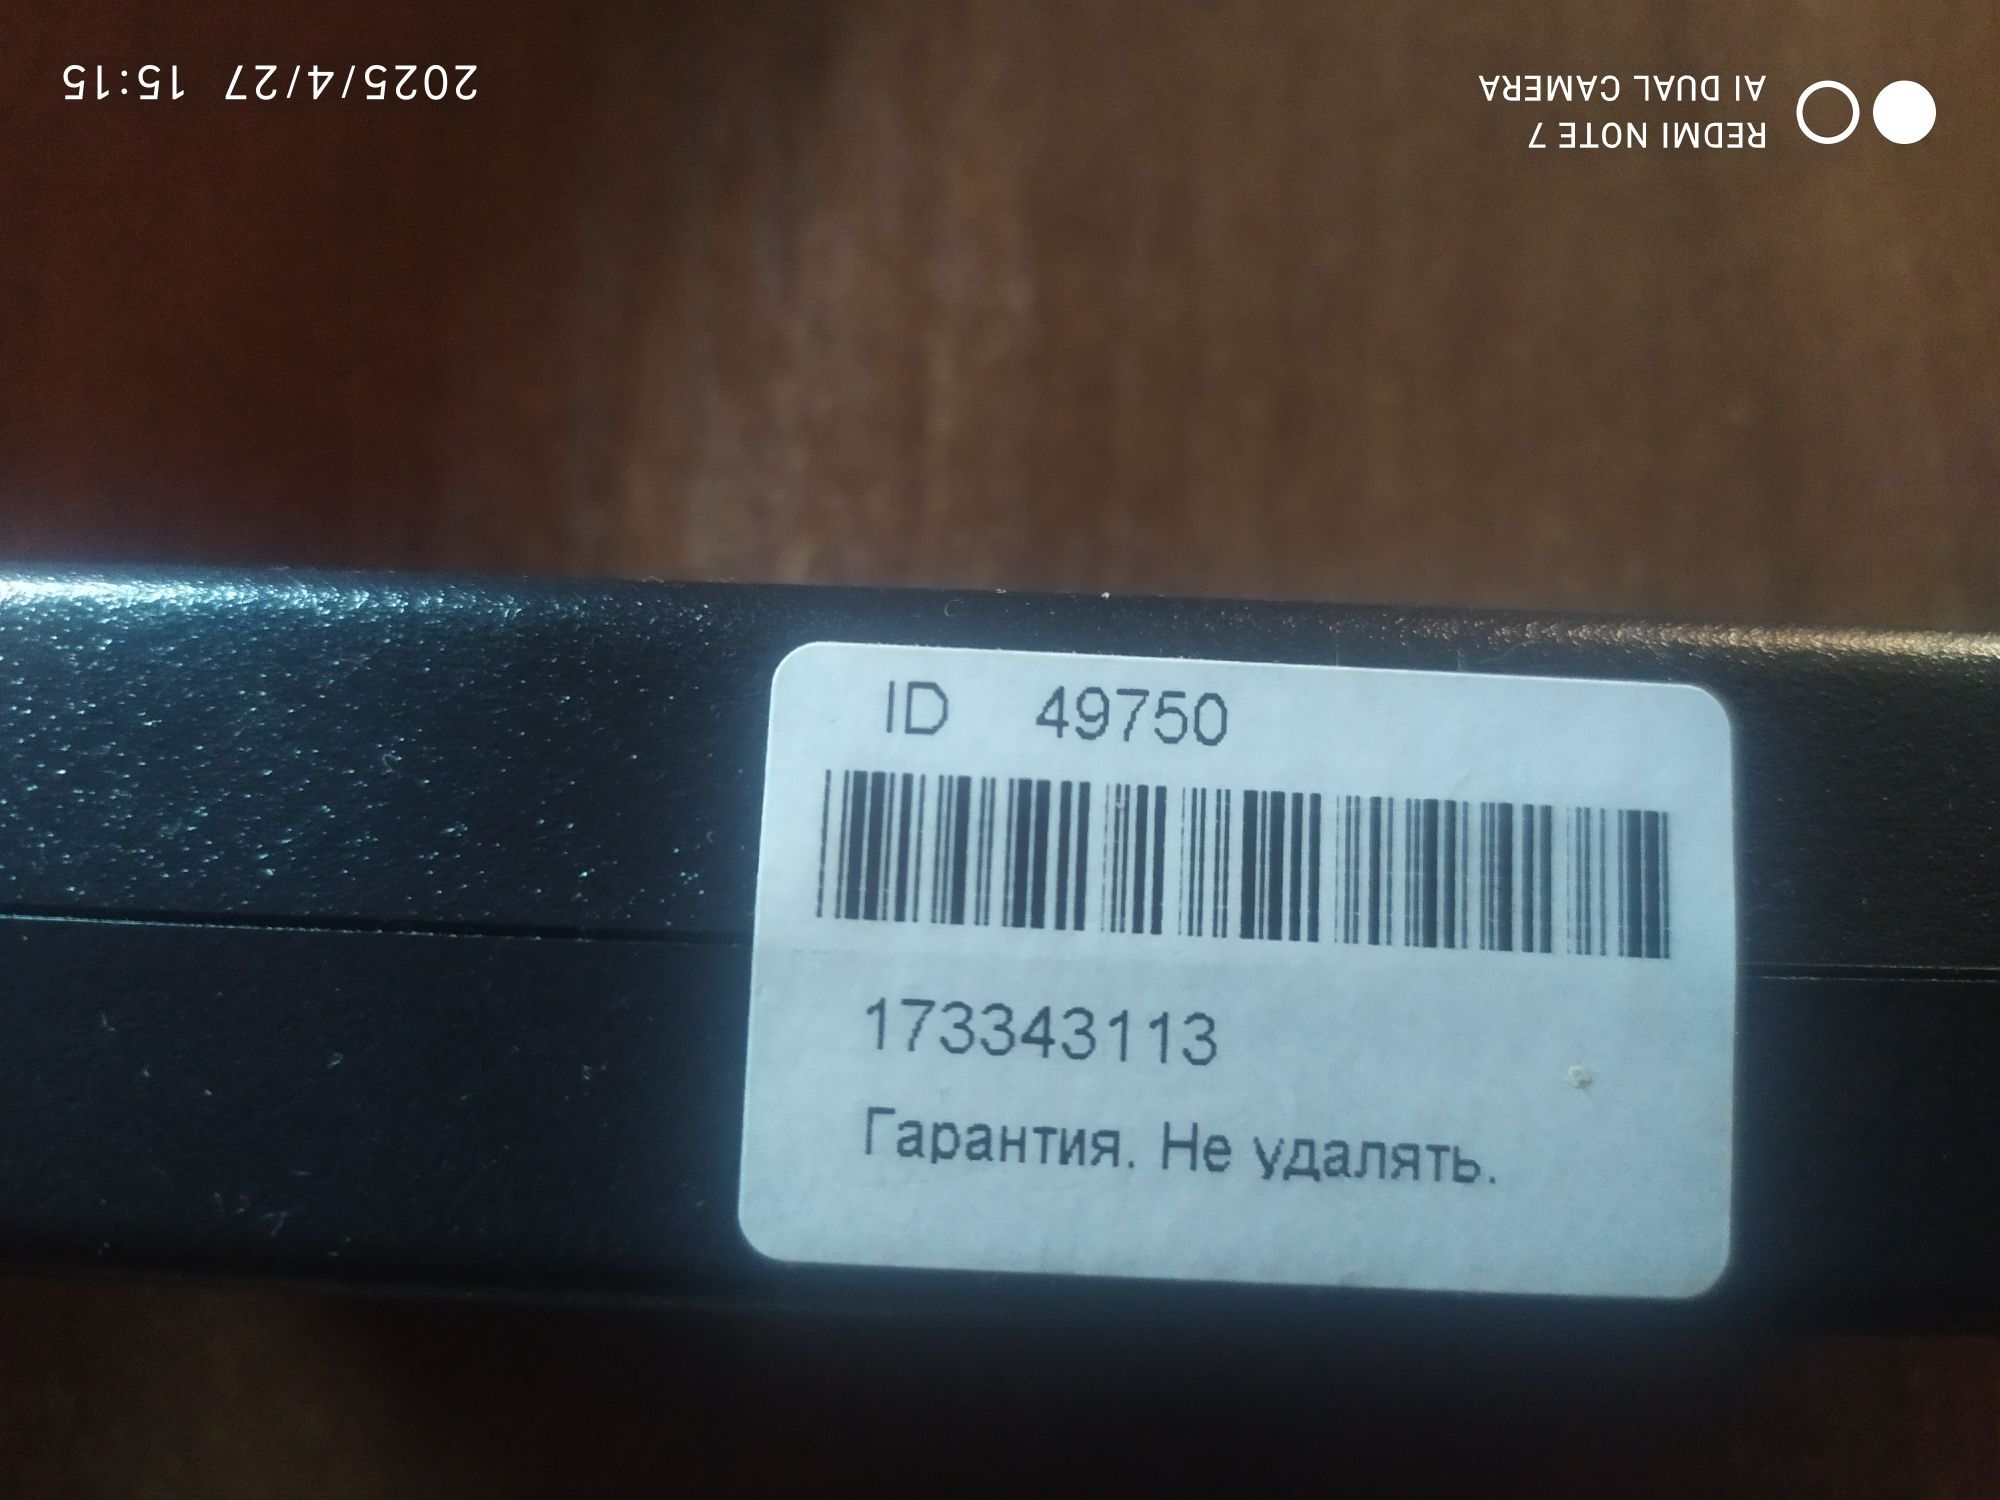 ID 49750
173343113
Гарантия. Не удалять.
REDMI NOTE 7
AI DUAL CAMERA
2025/4/27 15:15